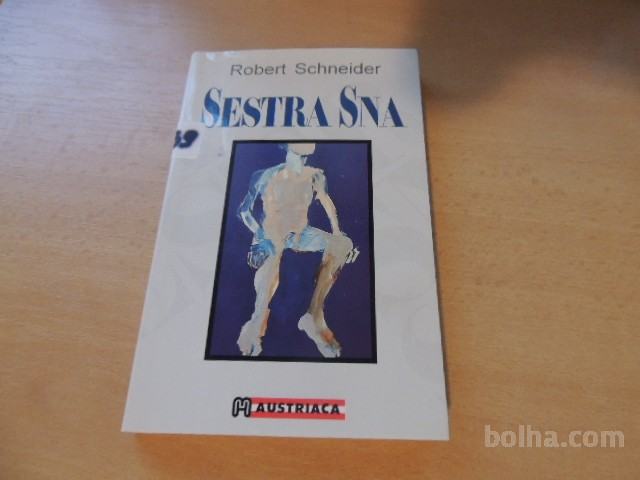 Robert Schneider
SESTRA SNA
AUSTRIACA
bolha.com